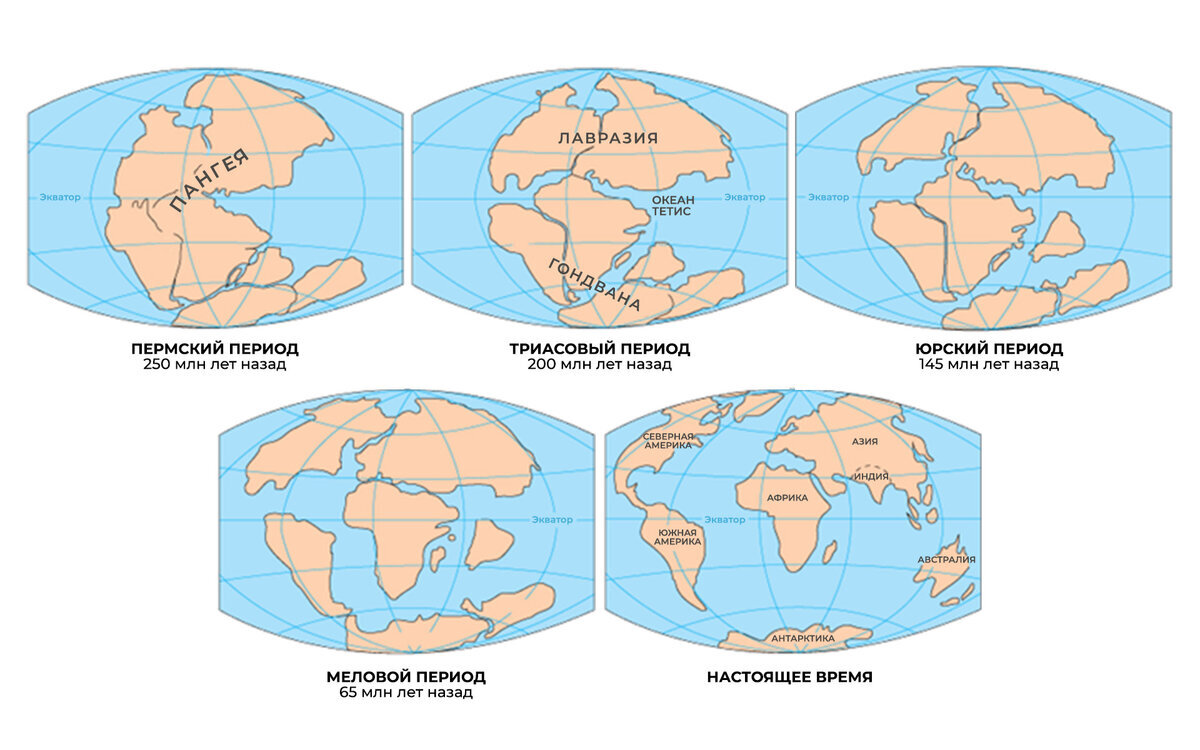 ПАНГЕЯ
Экватор
ПЕРМСКИЙ ПЕРИОД
250 млн лет назад
ЛАВРАЗИЯ
ОКЕАН
ТЕТИС
Экватор
ГОНДВАНА
ТРИАСОВЫЙ ПЕРИОД
200 млн лет назад
Экватор
ЮРСКИЙ ПЕРИОД
145 млн лет назад
Экватор
МЕЛОВОЙ ПЕРИОД
65 млн лет назад
СЕВЕРНАЯ
АМЕРИКА
АЗИЯ
ИНДИЯ
АФРИКА
Экватор
ЮЖНАЯ
АМЕРИКА
АВСТРАЛИЯ
АНТАРКТИКА
НАСТОЯЩЕЕ ВРЕМЯ